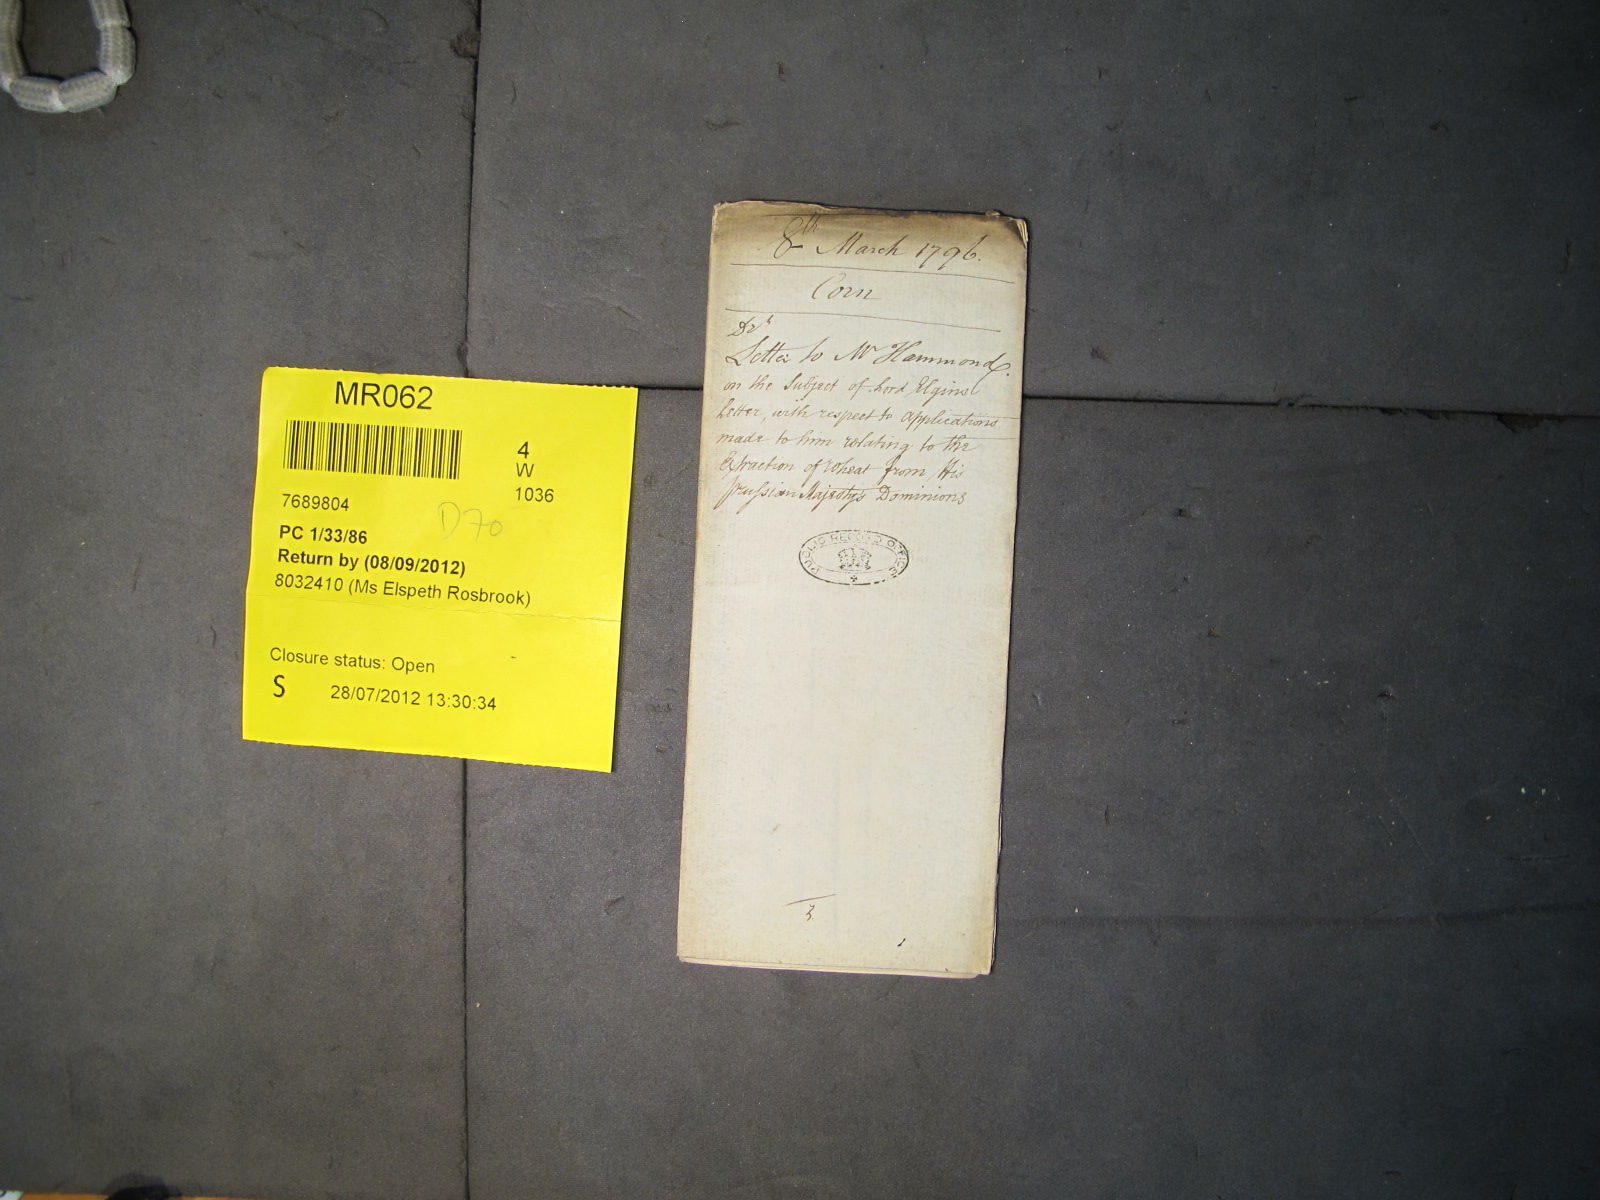 MR062
4
W
1036
7689804
D70
PC 1/33/86
Return by (08/09/2012)
8032410 (Ms Elspeth Rosbrook)
Closure status: Open
S 28/07/2012 13:30:34
8th March 1796.
Corn
Drt
Letter to Mr Hammond.
on the Subject of Lord Elgins
Letter, with respect to Applications
made to him relating to the
Extraction of Wheat from His
Prussian Majesty's Dominions
PUBLIC RECORD OFFICE
3.
1